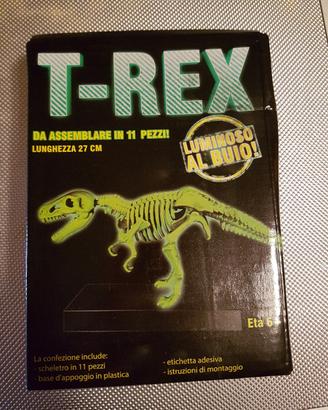 T-REX
DA ASSEMBLARE IN 11 PEZZI!
LUNGHEZZA 27 CM
LUMINOSO
AL BUIO!
Eta 6
La confezione include:
- scheletro in 11 pezzi
- base d'appoggio in plastica
- etichetta adesiva
- istruzioni di montaggio